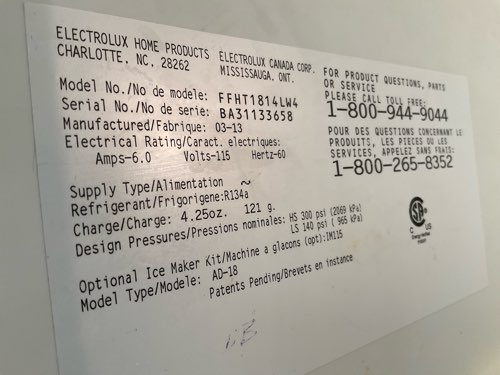 ELECTROLUX HOME PRODUCTS
CHARLOTTE, NC, 28262
ELECTROLUX CANADA CORP.
MISSISSAUGA. ONT.
FOR PRODUCT QUESTIONS, PARTS
OR SERVICE
PLEASE CALL TOLL FREE:
1-800-944-9044
POUR DES QUESTIONS CONCERNANT LE
PRODUITS, LES PIECES OU LES
SERVICES, APPELEZ SANS FRAIS:
1-800-265-8352
Model No./No de modele: FFHT1814LW4
Serial No./No de serie: BA31133658
Manufactured/Fabrique: 03-13
Electrical Rating/Caract. electriques:
Amps-6.0 Volts-115 Hertz-60
Supply Type/Alimentation ~
Refrigerant/Frigorigene:R134a
Charge/Charge: 4.25oz. 121 g.
Design Pressures/Pressions nominales: HS 300 psi (2069 kPa)
LS 140 psi ( 965 kPa)
Optional Ice Maker Kit/Machine a glacons (opt):IM115
Model Type/Modele: AD-18
Patents Pending/Brevets en instance
C US